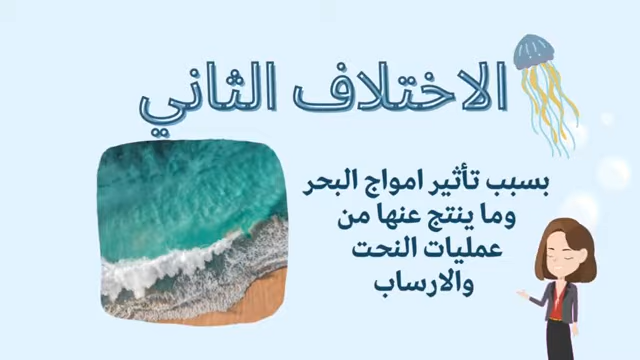 الاختلاف الثاني
بسبب تأثير امواج البحر
وما ينتج عنها من
عمليات النحت
والارساب